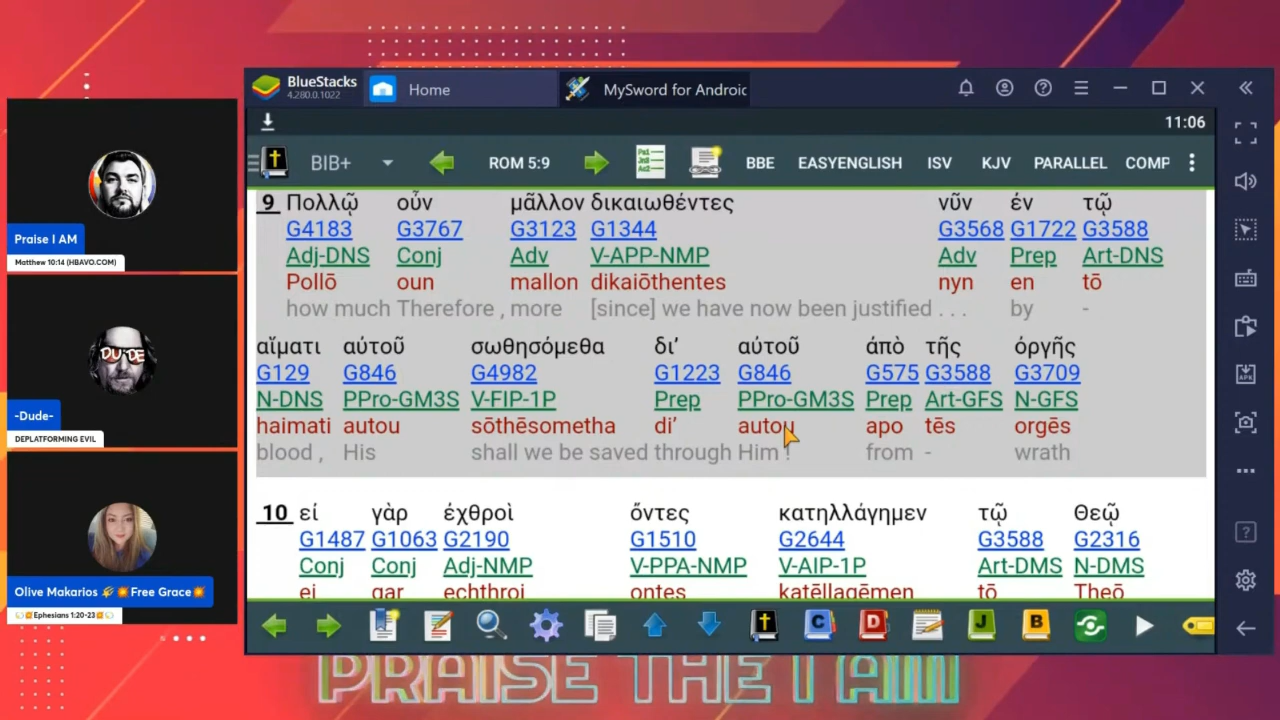 BlueStacks
4.280.0.1022
Home
MySword for Androic
11:06
BIB+
ROM 5:9
BBE EASYENGLISH ISV KJV PARALLEL COMP
9 Πολλῷ οὖν μᾶλλον δικαιωθέντες νῦν ἐν τῷ
G4183 G3767 G3123 G1344 G3568 G1722 G3588
Adj-DNS Conj Adv V-APP-NMP Adv Prep Art-DNS
Pollō oun mallon dikaiōthentes nyn en tō
how much Therefore , more [since] we have now been justified . . . by -
αἵματι αὐτοῦ σωθησόμεθα δι’ αὐτοῦ ἀπὸ τῆς ὀργῆς
G129 G846 G4982 G1223 G846 G575 G3588 G3709
N-DNS PPro-GM3S V-FIP-1P Prep PPro-GM3S Prep Art-GFS N-GFS
haimati autou sōthēsometha di’ autou apo tēs orgēs
blood , His shall we be saved through Him ! from - wrath
10 εἰ γὰρ ἐχθροὶ ὄντες κατηλλάγημεν τῷ Θεῷ
G1487 G1063 G2190 G1510 G2644 G3588 G2316
Conj Conj Adj-NMP V-PPA-NMP V-AIP-1P Art-DMS N-DMS
ei gar echthroi ontes katēllagēmen tō Theō
Praise I AM
Matthew 10:14 (HBAVO.COM)
DUDE
-Dude-
DEPLATFORMING EVIL
Olive Makarios Free Grace
Ephesians 1:20-23
PRAISE THE I AM